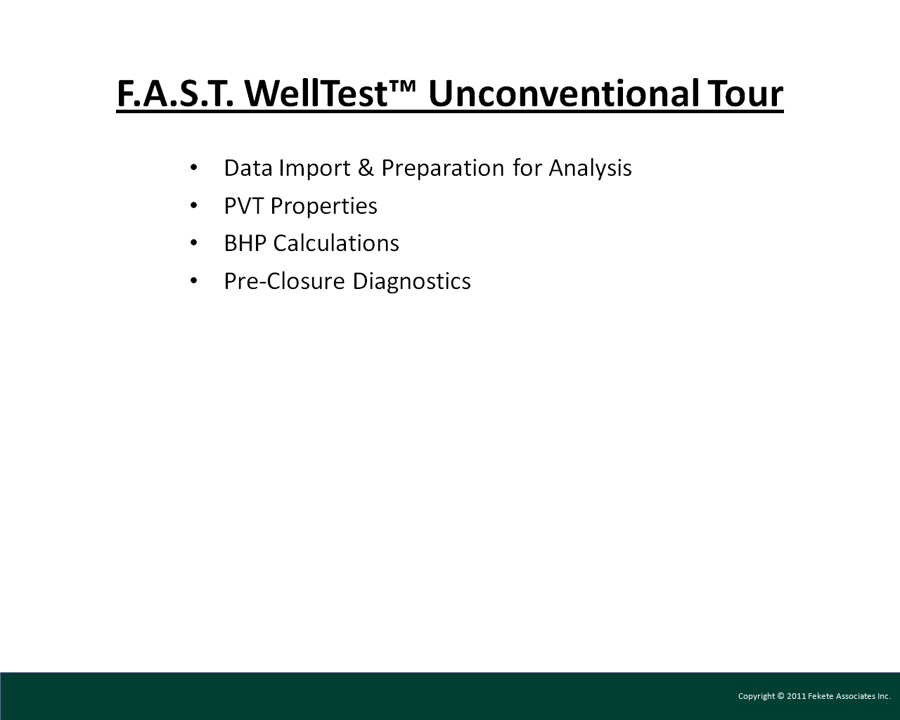 F.A.S.T. WellTest™ Unconventional Tour
• Data Import & Preparation for Analysis
• PVT Properties
• BHP Calculations
• Pre-Closure Diagnostics
Copyright © 2011 Fekete Associates Inc.